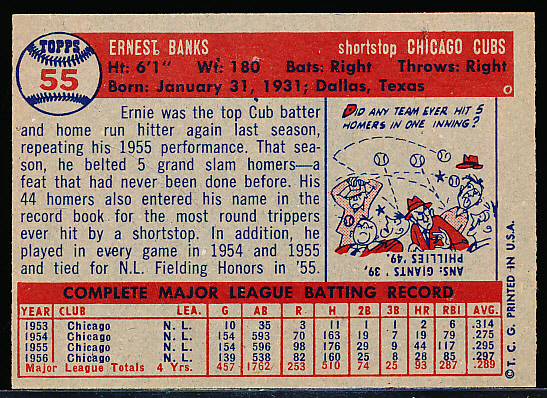 TOPPS
55
ERNEST BANKS shortstop CHICAGO CUBS
Ht: 6'1" Wt: 180 Bats: Right Throws: Right
Born: January 31, 1931; Dallas, Texas
Ernie was the top Cub batter
and home run hitter again last season,
repeating his 1955 performance. That sea-
son, he belted 5 grand slam homers—a
feat that had never been done before. His
44 homers also entered his name in the
record book for the most round trippers
ever hit by a shortstop. In addition, he
played in every game in 1954 and 1955
and tied for N.L. Fielding Honors in '55.
DID ANY TEAM EVER HIT 5
HOMERS IN ONE INNING?
ANS: GIANTS '39,
PHILLIES '49.
COMPLETE MAJOR LEAGUE BATTING RECORD
YEAR CLUB LEA. G AB R H 2B 3B HR RBI AVG.
1953 Chicago N. L. 10 35 3 11 1 1 2 6 .314
1954 Chicago N. L. 154 593 70 163 19 7 19 79 .275
1955 Chicago N. L. 154 596 98 176 29 9 44 117 .295
1956 Chicago N. L. 139 538 82 160 25 8 28 85 .297
Major League Totals 4 Yrs. 457 1762 253 510 74 25 93 287 .289
© T. C. G. PRINTED IN U.S.A.